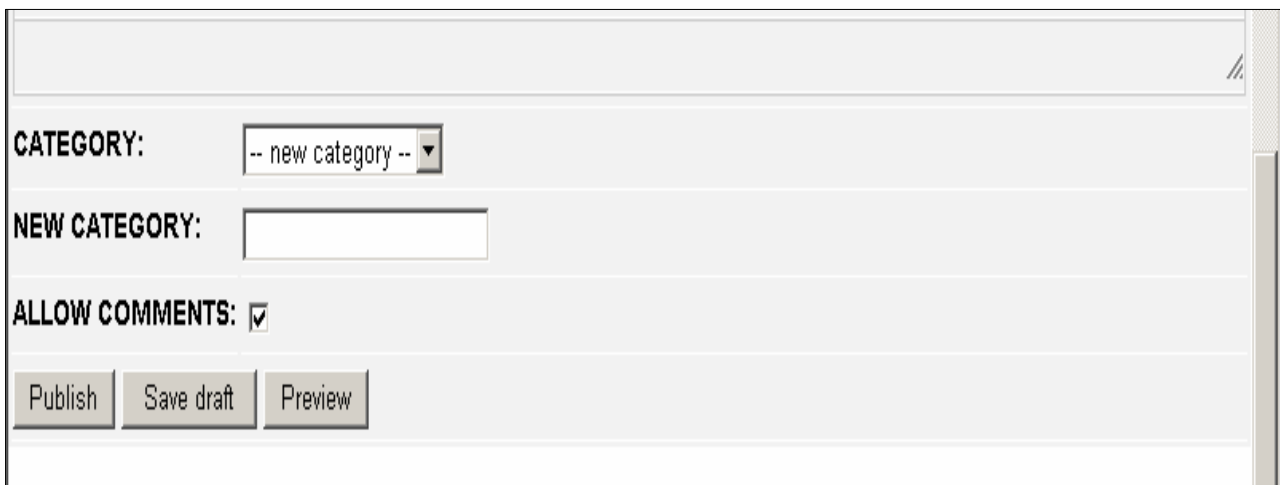 CATEGORY: -- new category --
NEW CATEGORY:
ALLOW COMMENTS:
Publish Save draft Preview